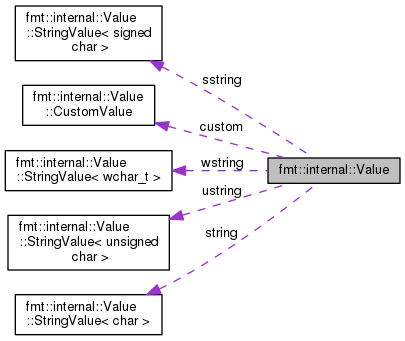 fmt::internal::Value
::StringValue< signed
char >
sstring
fmt::internal::Value
::CustomValue
custom
fmt::internal::Value
::StringValue< wchar_t >
wstring
fmt::internal::Value
ustring
fmt::internal::Value
::StringValue< unsigned
char >
string
fmt::internal::Value
::StringValue< char >